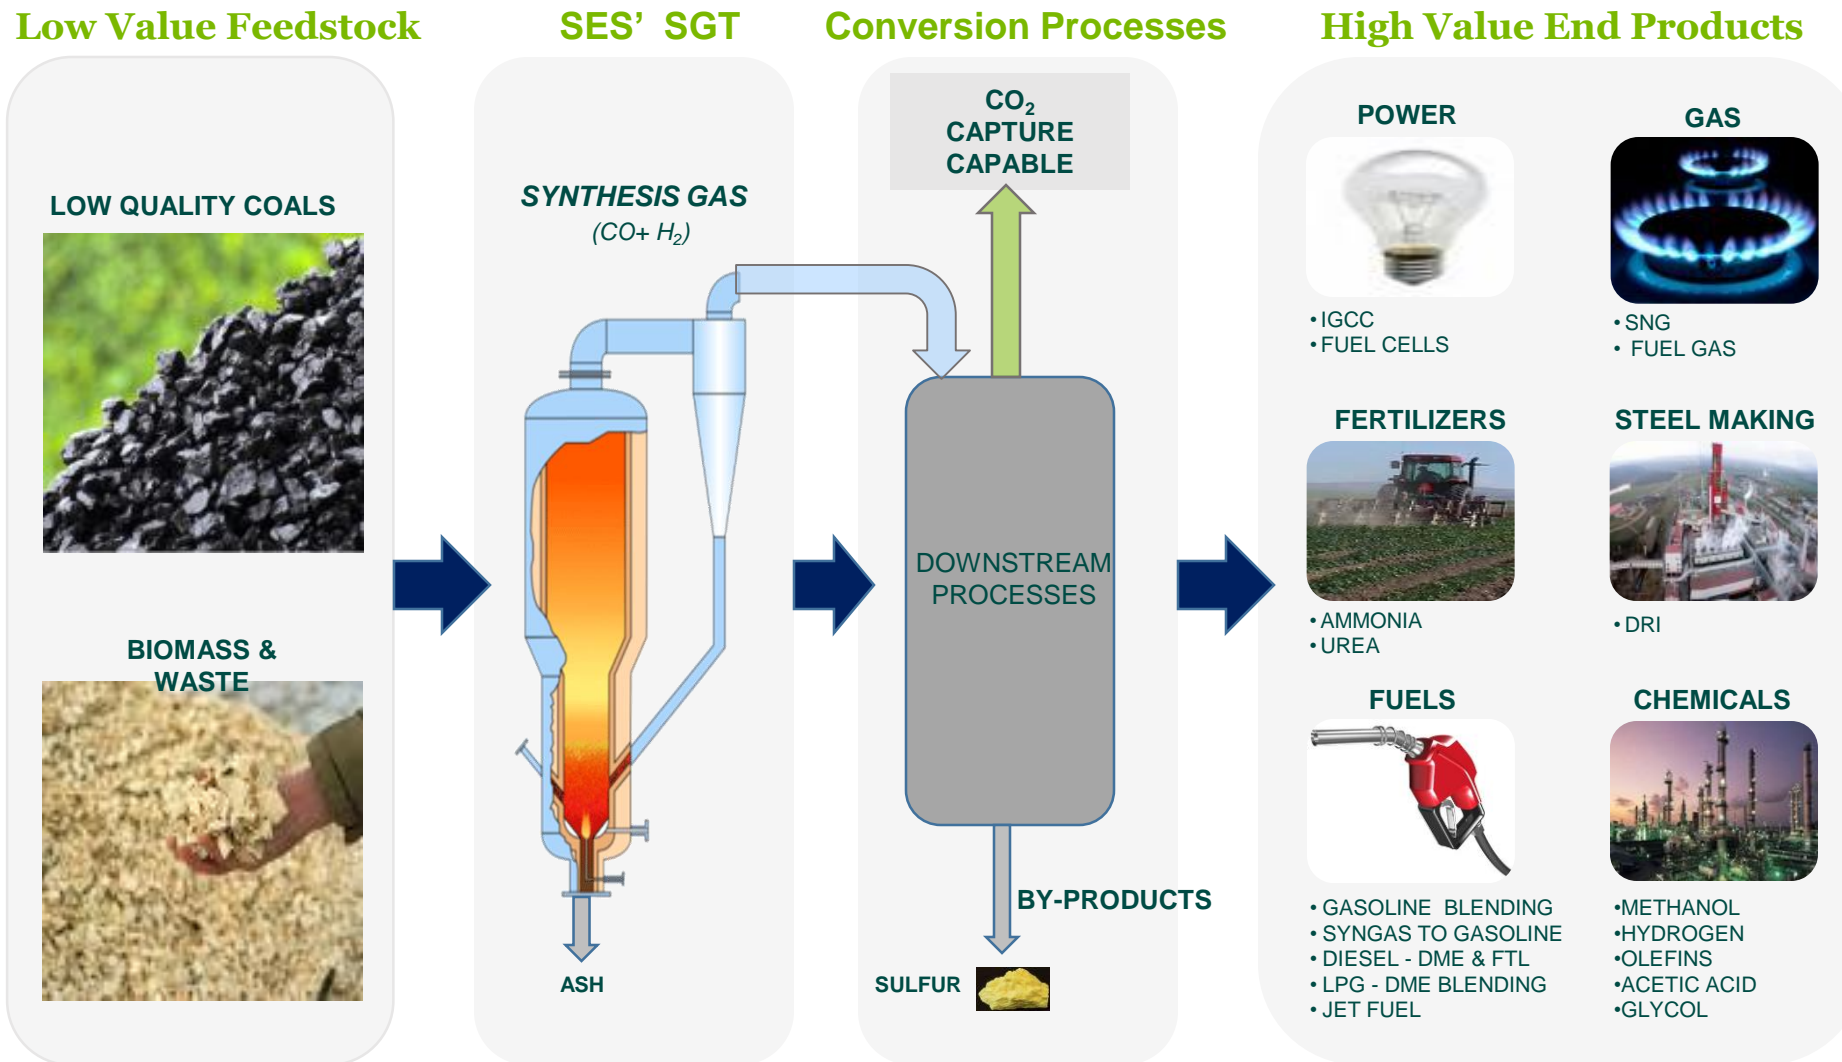 Low Value Feedstock
SES’  SGT
Conversion Processes
High Value End Products
LOW QUALITY COALS
BIOMASS &
WASTE
SYNTHESIS GAS
(CO+ H₂)
ASH
CO₂
CAPTURE
CAPABLE
DOWNSTREAM
PROCESSES
BY-PRODUCTS
SULFUR
POWER
• IGCC
• FUEL CELLS
GAS
• SNG
• FUEL GAS
FERTILIZERS
• AMMONIA
• UREA
STEEL MAKING
• DRI
FUELS
• GASOLINE  BLENDING
• SYNGAS TO GASOLINE
• DIESEL - DME & FTL
• LPG - DME BLENDING
• JET FUEL
CHEMICALS
•METHANOL
•HYDROGEN
•OLEFINS
•ACETIC ACID
•GLYCOL